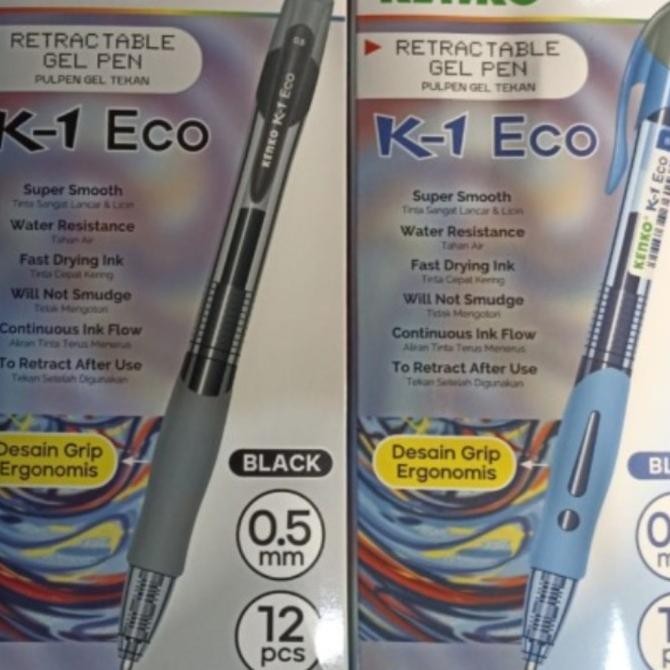 RETRACTABLE
GEL PEN
PULPEN GEL TEKAN
K-1 Eco
Super Smooth
Tinta Sangat Lancar & Licin
Water Resistance
Tahan Air
Fast Drying Ink
Tinta Cepat Kering
Will Not Smudge
Tidak Mengotori
Continuous Ink Flow
Aliran Tinta Terus Menerus
To Retract After Use
Tekan Setelah Digunakan
Desain Grip
Ergonomis
0.5
KENKO K-1 Eco
BLACK
0.5
mm
12
pcs
KENKO
RETRACTABLE
GEL PEN
PULPEN GEL TEKAN
K-1 Eco
Super Smooth
Tinta Sangat Lancar & Licin
Water Resistance
Tahan Air
Fast Drying Ink
Tinta Cepat Kering
Will Not Smudge
Tidak Mengotori
Continuous Ink Flow
Aliran Tinta Terus Menerus
To Retract After Use
Tekan Setelah Digunakan
Desain Grip
Ergonomis
KENKO K-1 Eco
BL